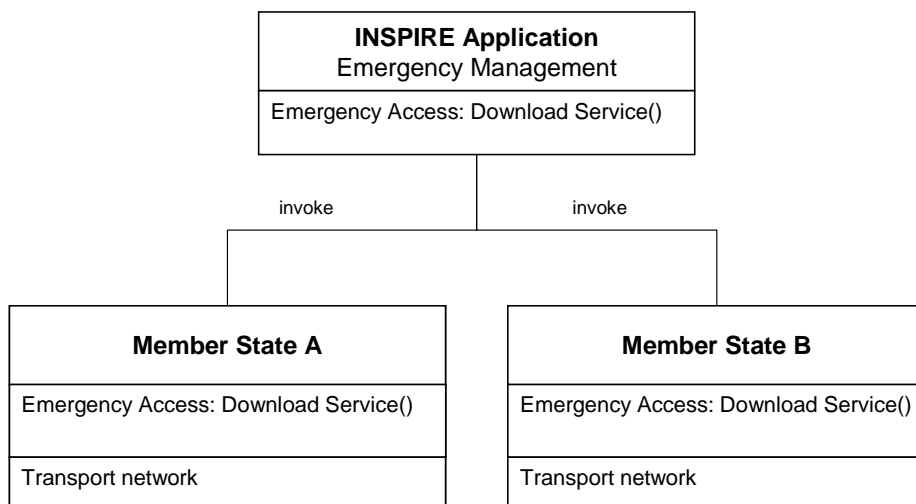 INSPIRE Application
Emergency Management
Emergency Access: Download Service()
invoke
invoke
Member State A
Emergency Access: Download Service()
Transport network
Member State B
Emergency Access: Download Service()
Transport network